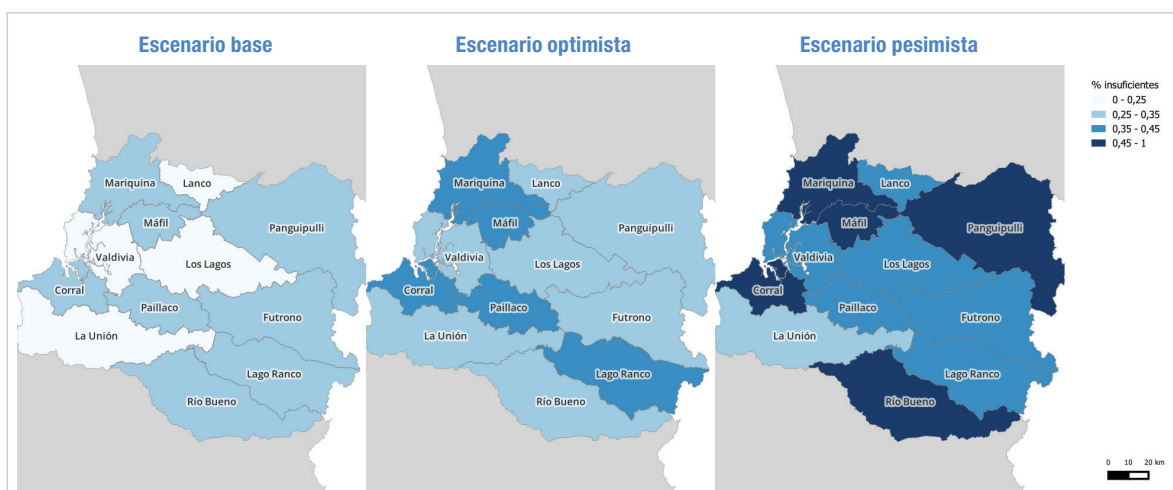 Escenario base
Escenario optimista
Escenario pesimista
Mariquina
Lanco
Máfil
Panguipulli
Valdivia
Los Lagos
Corral
Paillaco
Futrono
La Unión
Lago Ranco
Río Bueno
Mariquina
Lanco
Máfil
Panguipulli
Valdivia
Los Lagos
Corral
Paillaco
Futrono
La Unión
Lago Ranco
Río Bueno
Mariquina
Lanco
Máfil
Panguipulli
Valdivia
Los Lagos
Corral
Paillaco
Futrono
La Unión
Lago Ranco
Río Bueno
% insuficientes
0 - 0,25
0,25 - 0,35
0,35 - 0,45
0,45 - 1
0 10 20 km